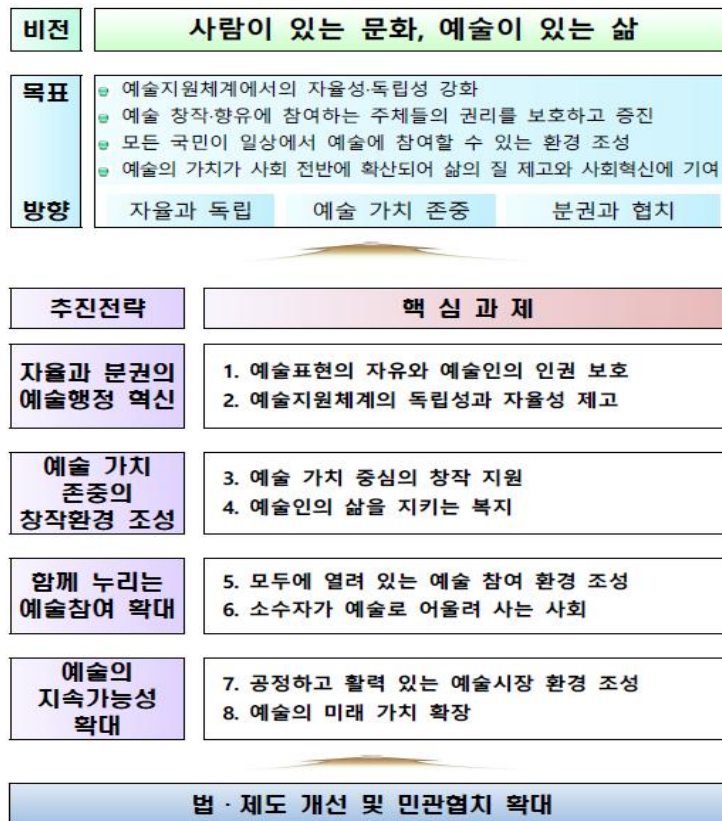 비전
사람이 있는 문화, 예술이 있는 삶
목표
예술지원체계에서의 자율성·독립성 강화
예술 창작·향유에 참여하는 주체들의 권리를 보호하고 증진
모든 국민이 일상에서 예술에 참여할 수 있는 환경 조성
예술의 가치가 사회 전반에 확산되어 삶의 질 제고와 사회혁신에 기여
방향
자율과 독립
예술 가치 존중
분권과 협치
추진전략
핵 심 과 제
자율과 분권의
예술행정 혁신
1. 예술표현의 자유와 예술인의 인권 보호
2. 예술지원체계의 독립성과 자율성 제고
예술 가치
존중의
창작환경 조성
3. 예술 가치 중심의 창작 지원
4. 예술인의 삶을 지키는 복지
함께 누리는
예술참여 확대
5. 모두에 열려 있는 예술 참여 환경 조성
6. 소수자가 예술로 어울려 사는 사회
예술의
지속가능성
확대
7. 공정하고 활력 있는 예술시장 환경 조성
8. 예술의 미래 가치 확장
법 · 제도 개선 및 민관협치 확대